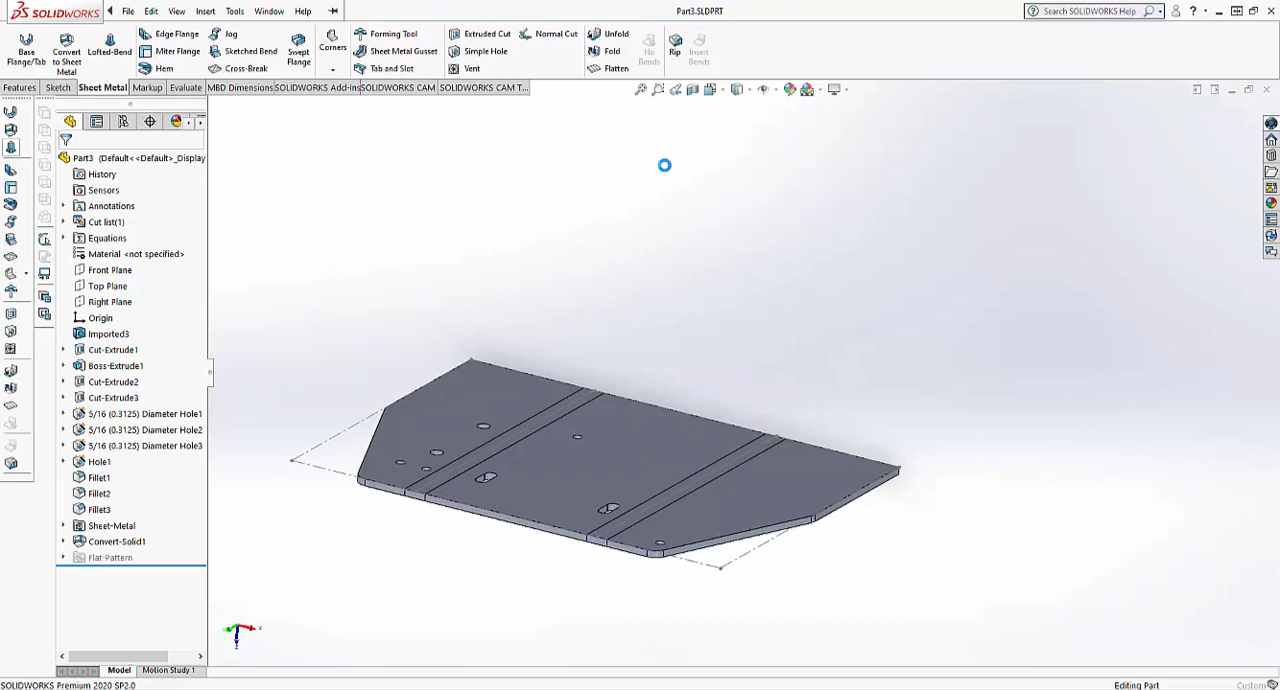 SOLIDWORKS File Edit View Insert Tools Window Help Part3.SLDPRT Search SOLIDWORKS Help
Base Flange/Tab Convert to Sheet Metal Lofted-Bend Edge Flange Miter Flange Hem Jog Sketched Bend Cross-Break Swept Flange Corners Forming Tool Sheet Metal Gusset Tab and Slot Extruded Cut Simple Hole Vent Normal Cut Unfold Fold Flatten No Bends Rip Insert Bends
Features Sketch Sheet Metal Markup Evaluate MBD Dimensions SOLIDWORKS Add-Ins SOLIDWORKS CAM SOLIDWORKS CAM T...
Part3 (Default<<Default>_Display
History
Sensors
Annotations
Cut list(1)
Equations
Material <not specified>
Front Plane
Top Plane
Right Plane
Origin
Imported3
Cut-Extrude1
Boss-Extrude1
Cut-Extrude2
Cut-Extrude3
5/16 (0.3125) Diameter Hole1
5/16 (0.3125) Diameter Hole2
5/16 (0.3125) Diameter Hole3
Hole1
Fillet1
Fillet2
Fillet3
Sheet-Metal
Convert-Solid1
Flat-Pattern
Model Motion Study 1
SOLIDWORKS Premium 2020 SP2.0 Editing Part Custom